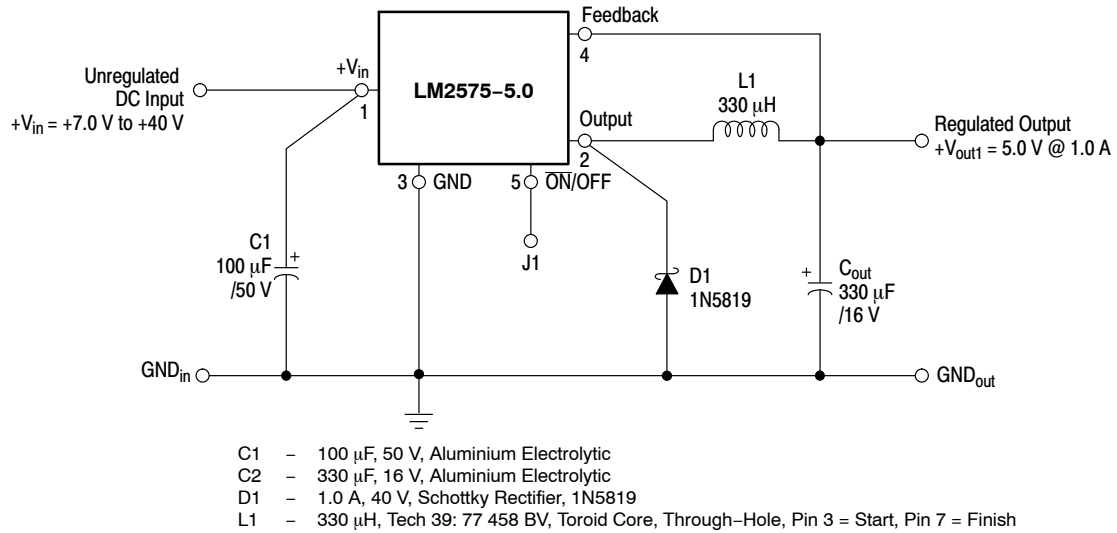 Feedback
4
Unregulated
DC Input
+Vin = +7.0 V to +40 V
+Vin
1
LM2575−5.0
L1
330 μH
Output
2
Regulated Output
+Vout1 = 5.0 V @ 1.0 A
3
GND
5
ON/OFF
J1
C1
100 μF
/50 V
+
D1
1N5819
+
Cout
330 μF
/16 V
GNDin
GNDout
C1 – 100 μF, 50 V, Aluminium Electrolytic
C2 – 330 μF, 16 V, Aluminium Electrolytic
D1 – 1.0 A, 40 V, Schottky Rectifier, 1N5819
L1 – 330 μH, Tech 39: 77 458 BV, Toroid Core, Through−Hole, Pin 3 = Start, Pin 7 = Finish